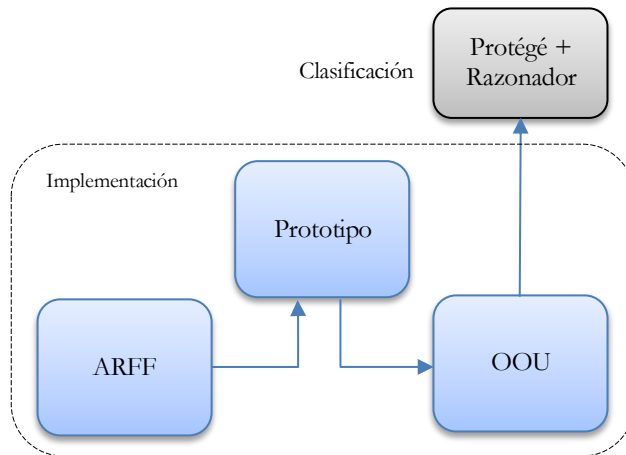 Protégé +
Clasificación
Razonador
Implementación
Prototipo
ARFF
OOU